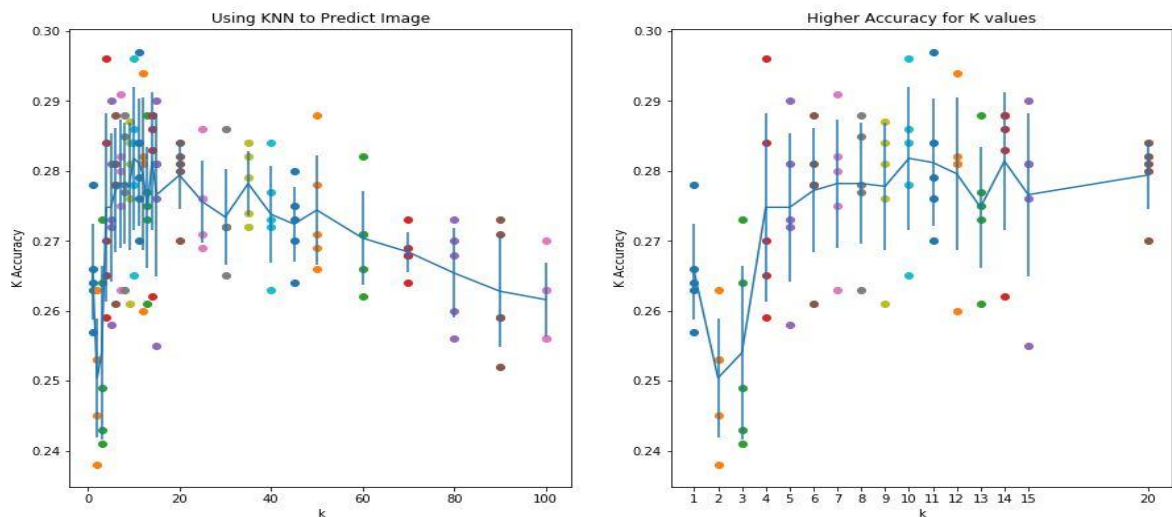 Using KNN to Predict Image
0.30
0.29
0.28
0.27
0.26
0.25
0.24
K Accuracy
0 20 40 60 80 100
k
Higher Accuracy for K values
0.30
0.29
0.28
0.27
0.26
0.25
0.24
K Accuracy
1 2 3 4 5 6 7 8 9 10 11 12 13 14 15 20
k